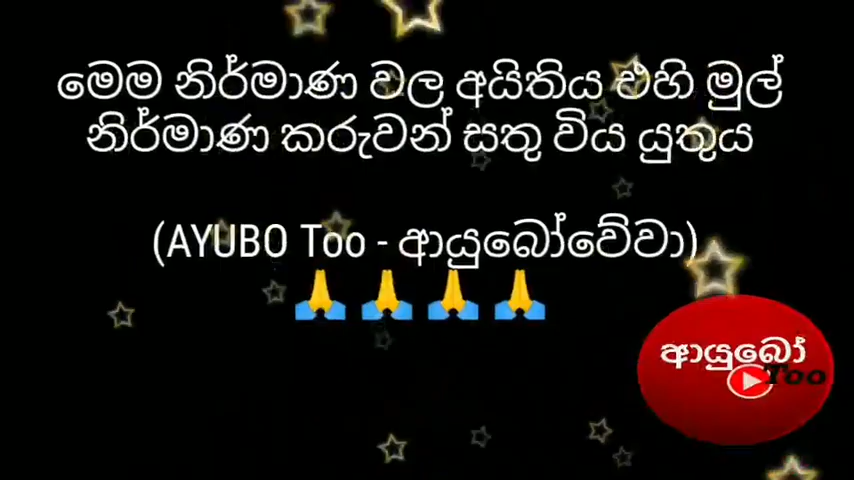 මෙම නිර්මාණ වල අයිතිය එහි මුල්
නිර්මාණ කරුවන් සතු විය යුතුය
(AYUBO Too - ආයුබෝවේවා)
🙏 🙏 🙏 🙏
ආයුබෝ
Too